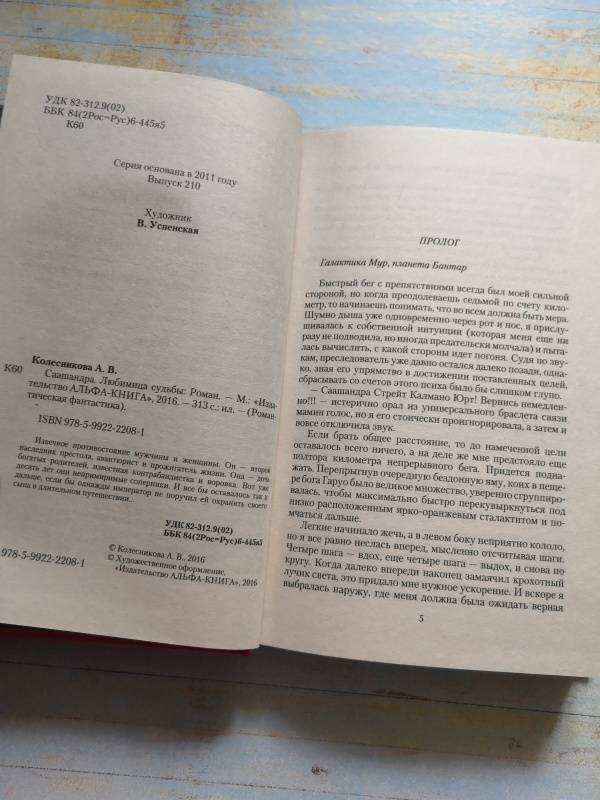 УДК 82-312.9(02)
ББК 84(2Рос=Рус)6-445я5
К60
Серия основана в 2011 году
Выпуск 210
Художник
В. Успенская
Колесникова А. В.
К60
Саашандра. Любимица судьбы: Роман. — М.: «Изда-
тельство АЛЬФА-КНИГА», 2016. — 313 с.: ил. — (Роман-
тическая фантастика).
ISBN 978-5-9922-2208-1
Извечное противостояние мужчины и женщины. Он — второй
наследник престола, авантюрист и прожигатель жизни. Она — дочь
богатых родителей, известная контрабандистка и воровка. Вот уже
десять лет они непримиримые соперники. И все бы оставалось так и
дальше, если бы однажды император не поручил ей охранять своего
сына в длительном путешествии...
УДК 82-312.9(02)
ББК 84(2Рос=Рус)6-445я5
© Колесникова А. В., 2016
© Художественное оформление,
«Издательство АЛЬФА-КНИГА», 2016
978-5-9922-2208-1
ПРОЛОГ
Галактика Мур, планета Бантар
Быстрый бег с препятствиями всегда был моей сильной
стороной, но когда преодолеваешь седьмой по счету кило-
метр, то начинаешь понимать, что во всем должна быть мера.
Шумно дыша уже одновременно через рот и нос, я прислу-
шивалась к собственной интуиции (которая меня еще ни
разу не подводила, но иногда предательски молчала) и пыта-
лась вычислить, с какой стороны идет погоня. Судя по зву-
кам, преследователь уже давно остался далеко позади, одна-
ко, зная его упрямство в достижении поставленных целей,
сбрасывать со счетов этого психа было бы слишком глупо.
— Саашандра Стрейт Калмано Юрт! Вернись немедлен-
но!!! — истерично орал из универсального браслета связи
мамин голос, но я его стоически проигнорировала, а затем и
вовсе отключила звук.
Если брать общее расстояние, то до намеченной цели
оставалось всего ничего, а на деле же мне предстояло еще
полтора километра непрерывного бега. Придется подна-
жать. Перепрыгнув очередную бездонную яму, коих в пеще-
ре бога Гаруо было великое множество, уверенно сгруппиро-
валась, чтобы максимально быстро перекувыркнуться под
низко расположенным ярко-оранжевым сталактитом и по-
мчаться дальше.
Легкие начинало жечь, а в левом боку неприятно кололо,
но я все равно неслась вперед, мысленно отсчитывая шаги.
Четыре шага — вдох, еще четыре шага — выдох, и снова по
кругу. Когда далеко впереди наконец замаячил крохотный
лучик света, это придало мне нужное ускорение. И вскоре я
выбралась наружу, где меня должна была ожидать верная
5